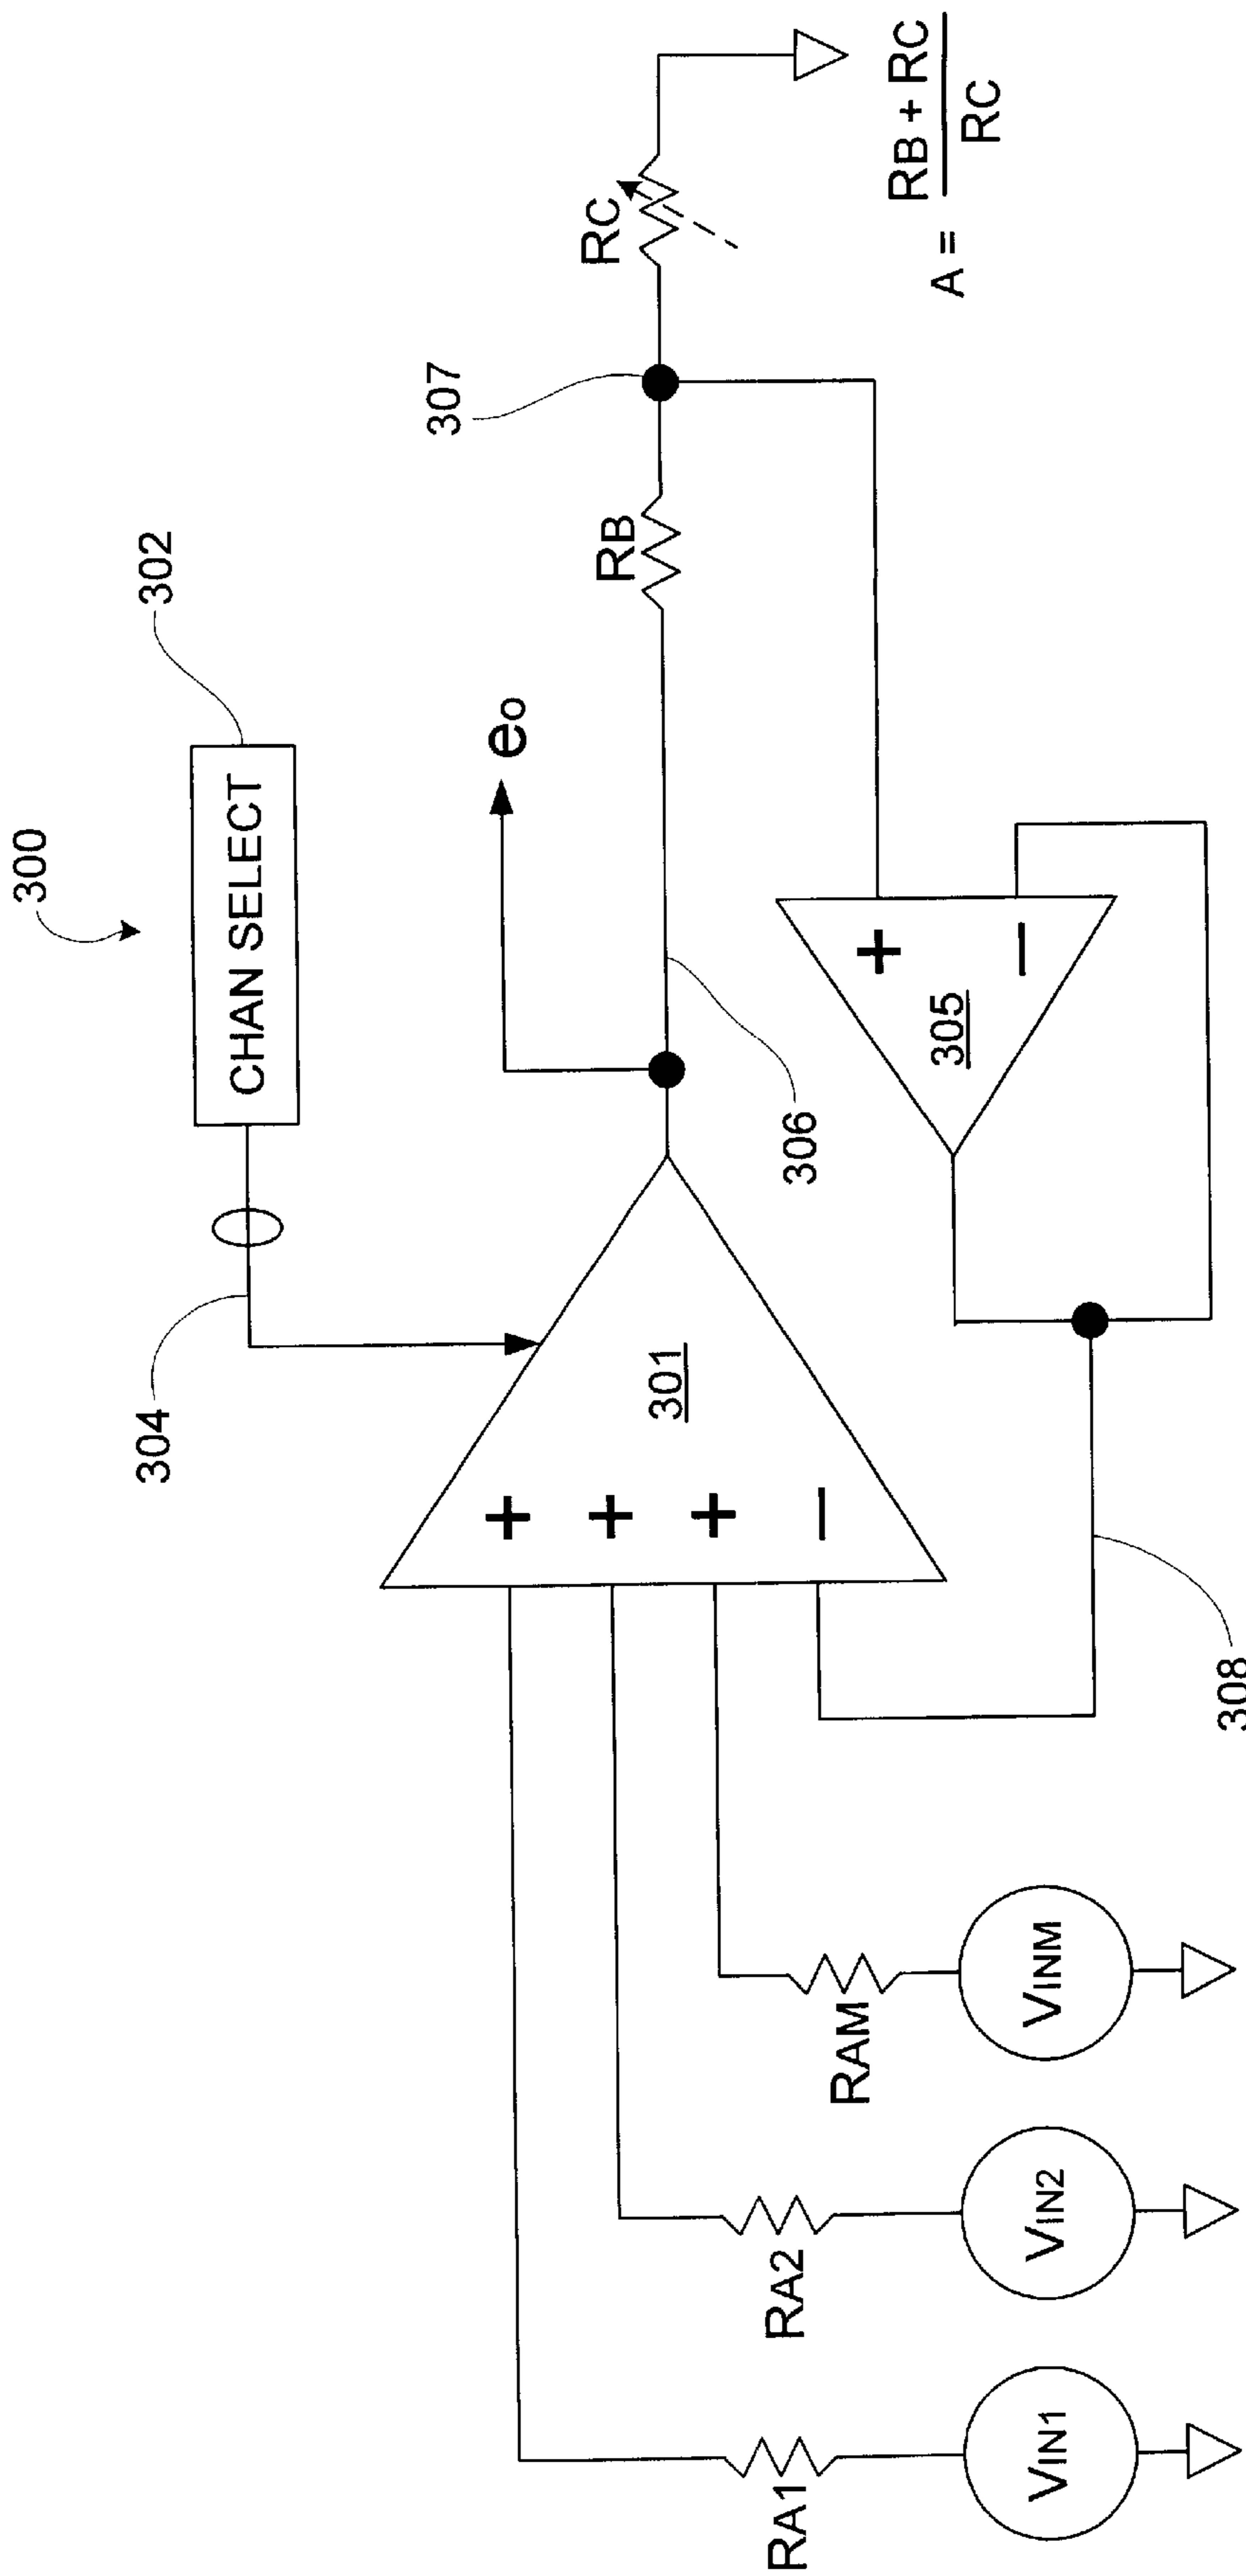 300
CHAN SELECT
302
304
eo
307
RB
RC
306
+
+
+
−
301
+
−
305
308
A = RB + RC
RC
RA1
RA2
RAM
VIN1
VIN2
VINM